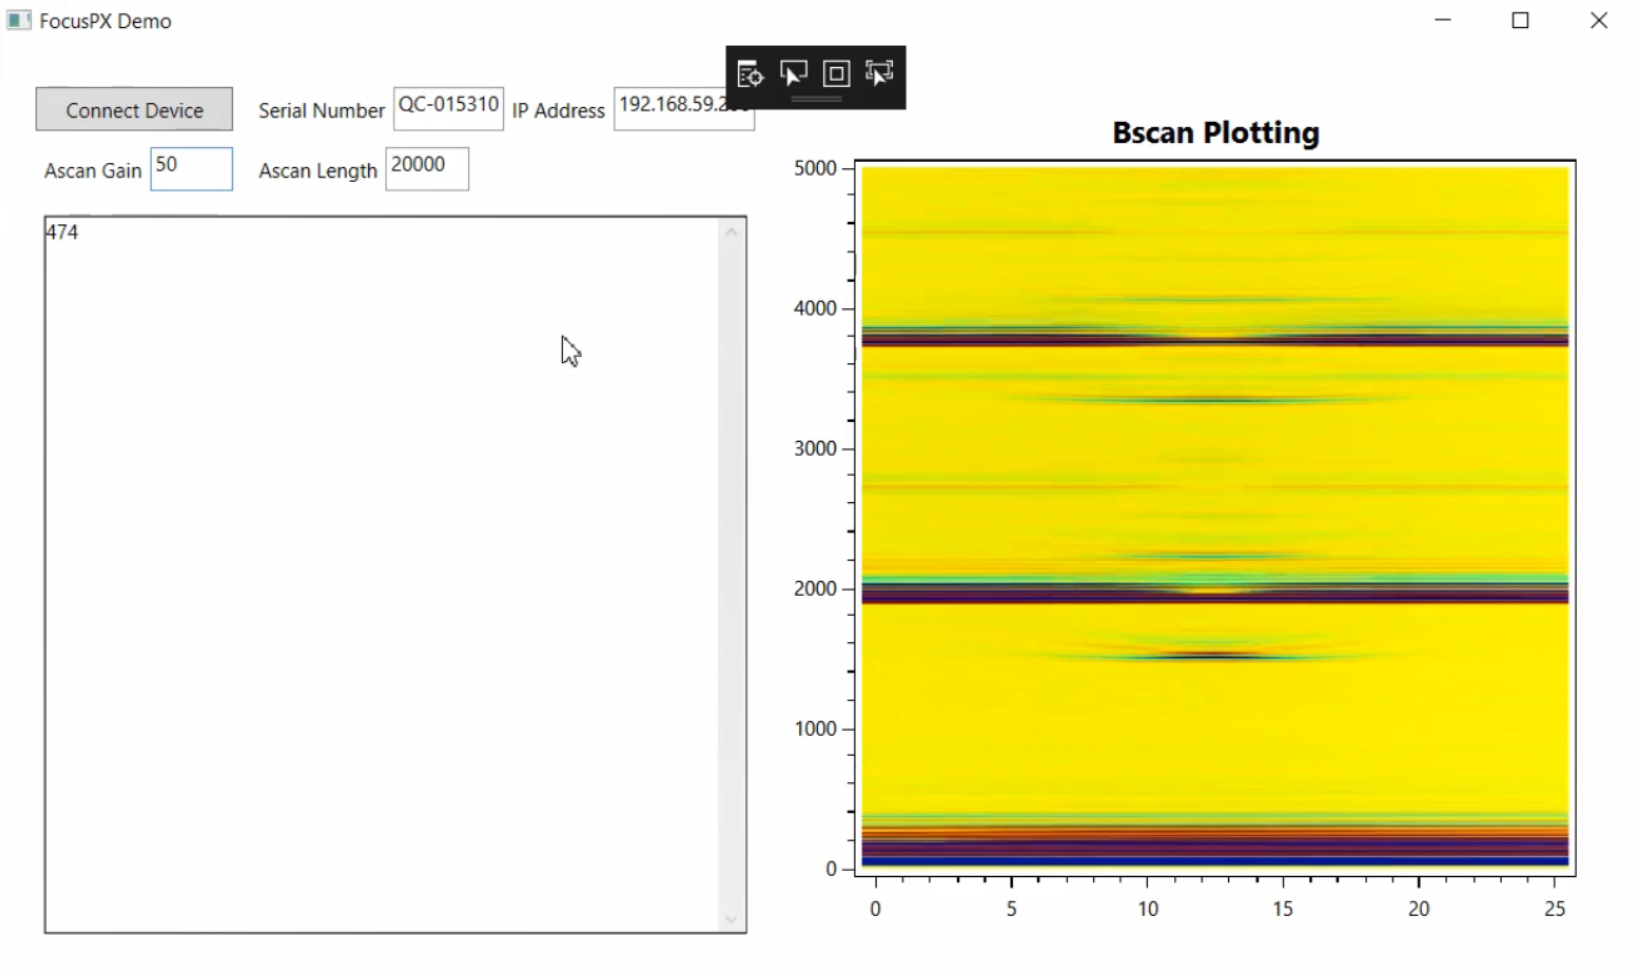 FocusPX Demo
Connect Device
Serial Number
QC-015310
IP Address
192.168.59.2
Ascan Gain
50
Ascan Length
20000
474
Bscan Plotting
5000
4000
3000
2000
1000
0
0
5
10
15
20
25